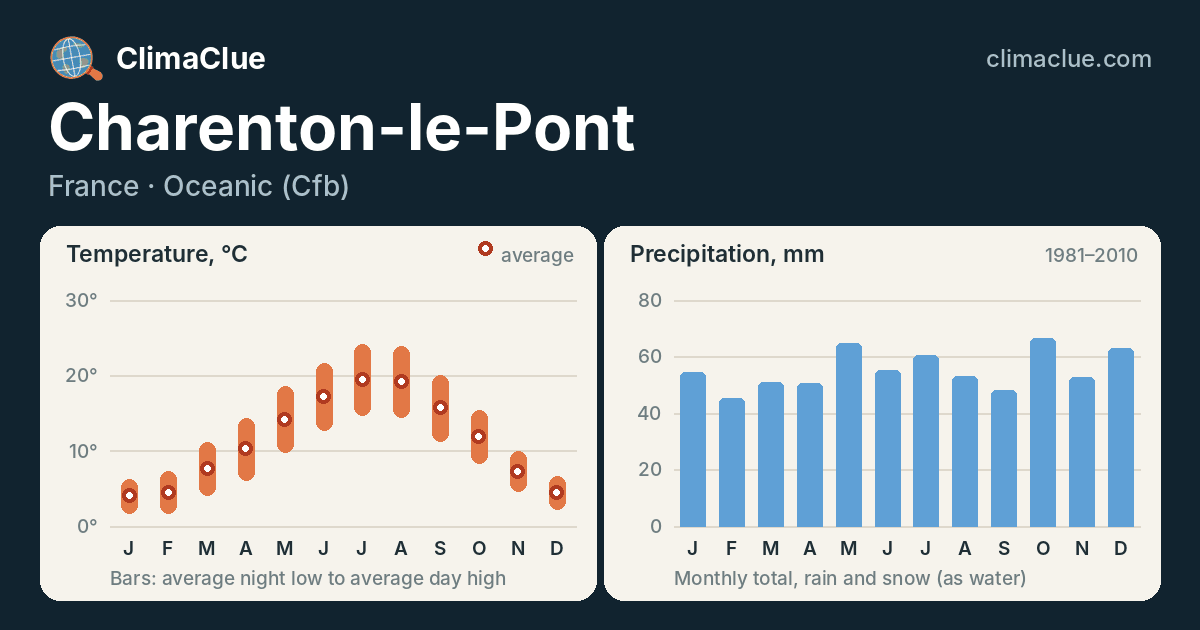 ClimaClue
climaclue.com
Charenton-le-Pont
France · Oceanic (Cfb)
Temperature, °C
average
30°
20°
10°
0°
J F M A M J J A S O N D
Bars: average night low to average day high
Precipitation, mm
1981–2010
80
60
40
20
0
J F M A M J J A S O N D
Monthly total, rain and snow (as water)